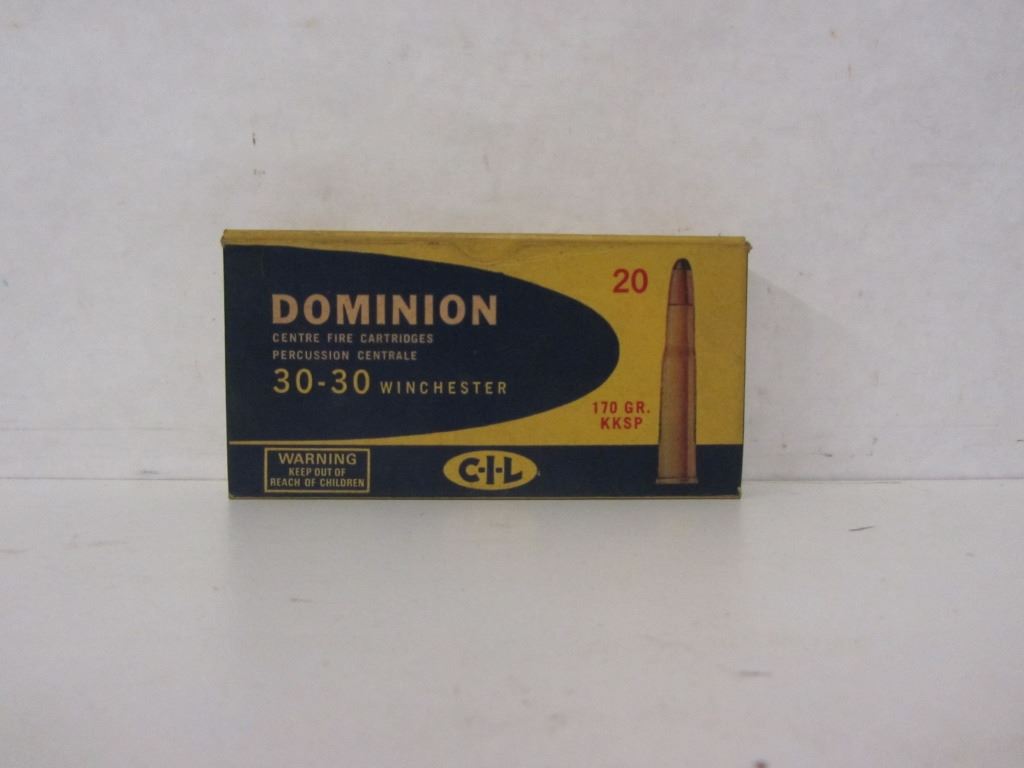 DOMINION
CENTRE FIRE CARTRIDGES
PERCUSSION CENTRALE
30-30 WINCHESTER
20
170 GR.
KKSP
WARNING
KEEP OUT OF
REACH OF CHILDREN
C-I-L